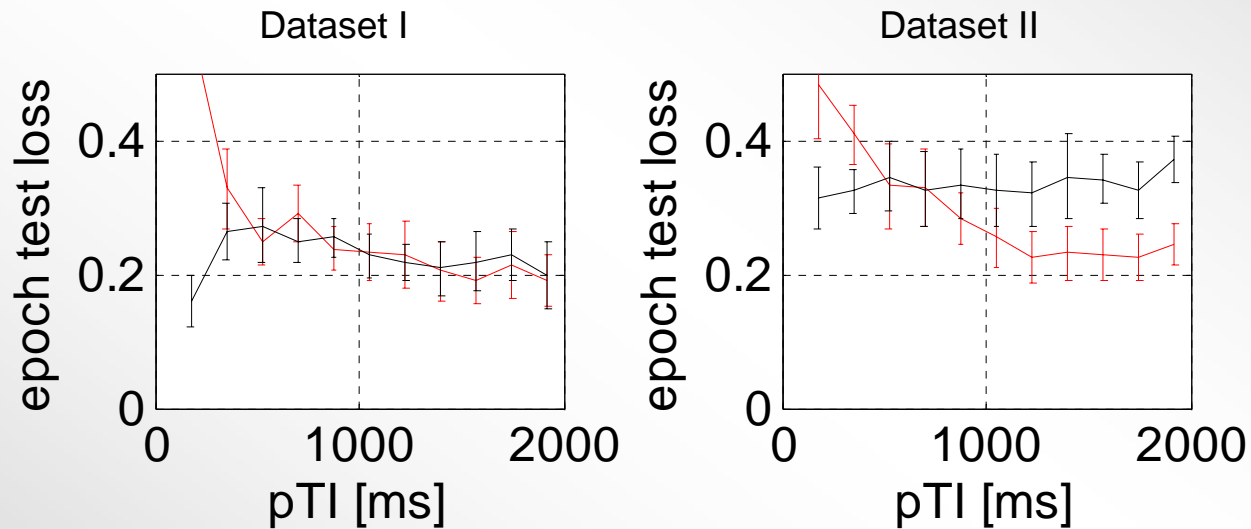 Dataset I
epoch test loss
0.4
0.2
0
0 1000 2000
pTI [ms]
Dataset II
epoch test loss
0.4
0.2
0
0 1000 2000
pTI [ms]